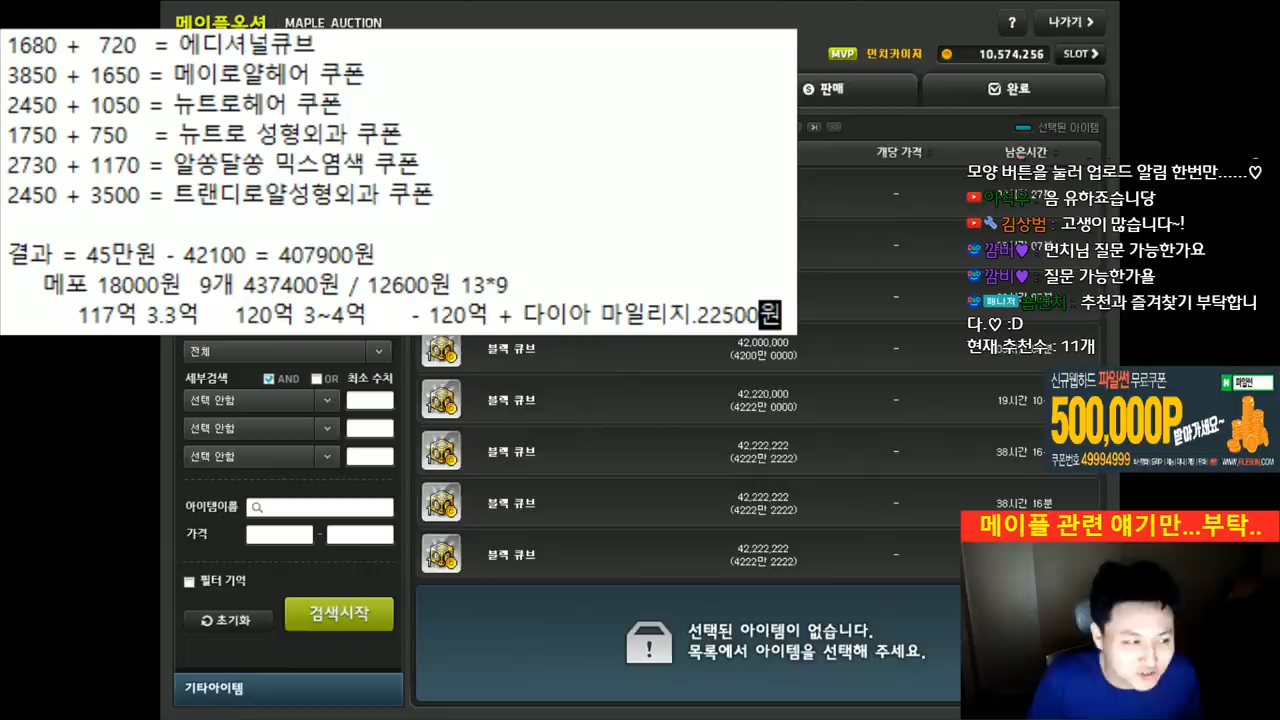 메이플옥션 MAPLE AUCTION
? 나가기
1680 + 720 = 에디셔널큐브
3850 + 1650 = 메이로얄헤어 쿠폰
2450 + 1050 = 뉴트로헤어 쿠폰
1750 + 750 = 뉴트로 성형외과 쿠폰
2730 + 1170 = 알쏭달쏭 믹스염색 쿠폰
2450 + 3500 = 트랜디로얄성형외과 쿠폰
결과 = 45만원 - 42100 = 407900원
메포 18000원 9개 437400원 / 12600원 13*9
117억 3.3억 120억 3~4억 - 120억 + 다이아 마일리지.22500원
MVP 먼치카이저 10,574,256 SLOT
판매 완료
선택된 아이템
개당 가격 남은시간
모양 버튼을 눌러 업로드 알림 한번만......♡
음 유하죠습니당
김상범 : 고생이 많습니다~!
깜비♥ : 먼치님 질문 가능한가요
깜비♥ : 질문 가능한가욜
매니저 : 추천과 즐겨찾기 부탁합니
다.♡ :D
현재 추천수 : 11개
전체
세부검색 AND OR 최소 수치
선택 안함
선택 안함
선택 안함
아이템이름
가격 -
필터 기억
초기화 검색시작
기타아이템
블랙 큐브 42,000,000 -
(4200만 0000)
블랙 큐브 42,220,000 - 19시간 10
(4222만 0000)
블랙 큐브 42,222,222 - 38시간 16
(4222만 2222)
블랙 큐브 42,222,222 - 38시간 16분
(4222만 2222)
블랙 큐브 42,222,222 -
(4222만 2222)
선택된 아이템이 없습니다.
목록에서 아이템을 선택해 주세요.
신규웹하드 파일썬 무료쿠폰 N 파일썬
500,000P 받아가세요~
쿠폰번호 49994999 WWW.FILESUN.COM
메이플 관련 얘기만...부탁..